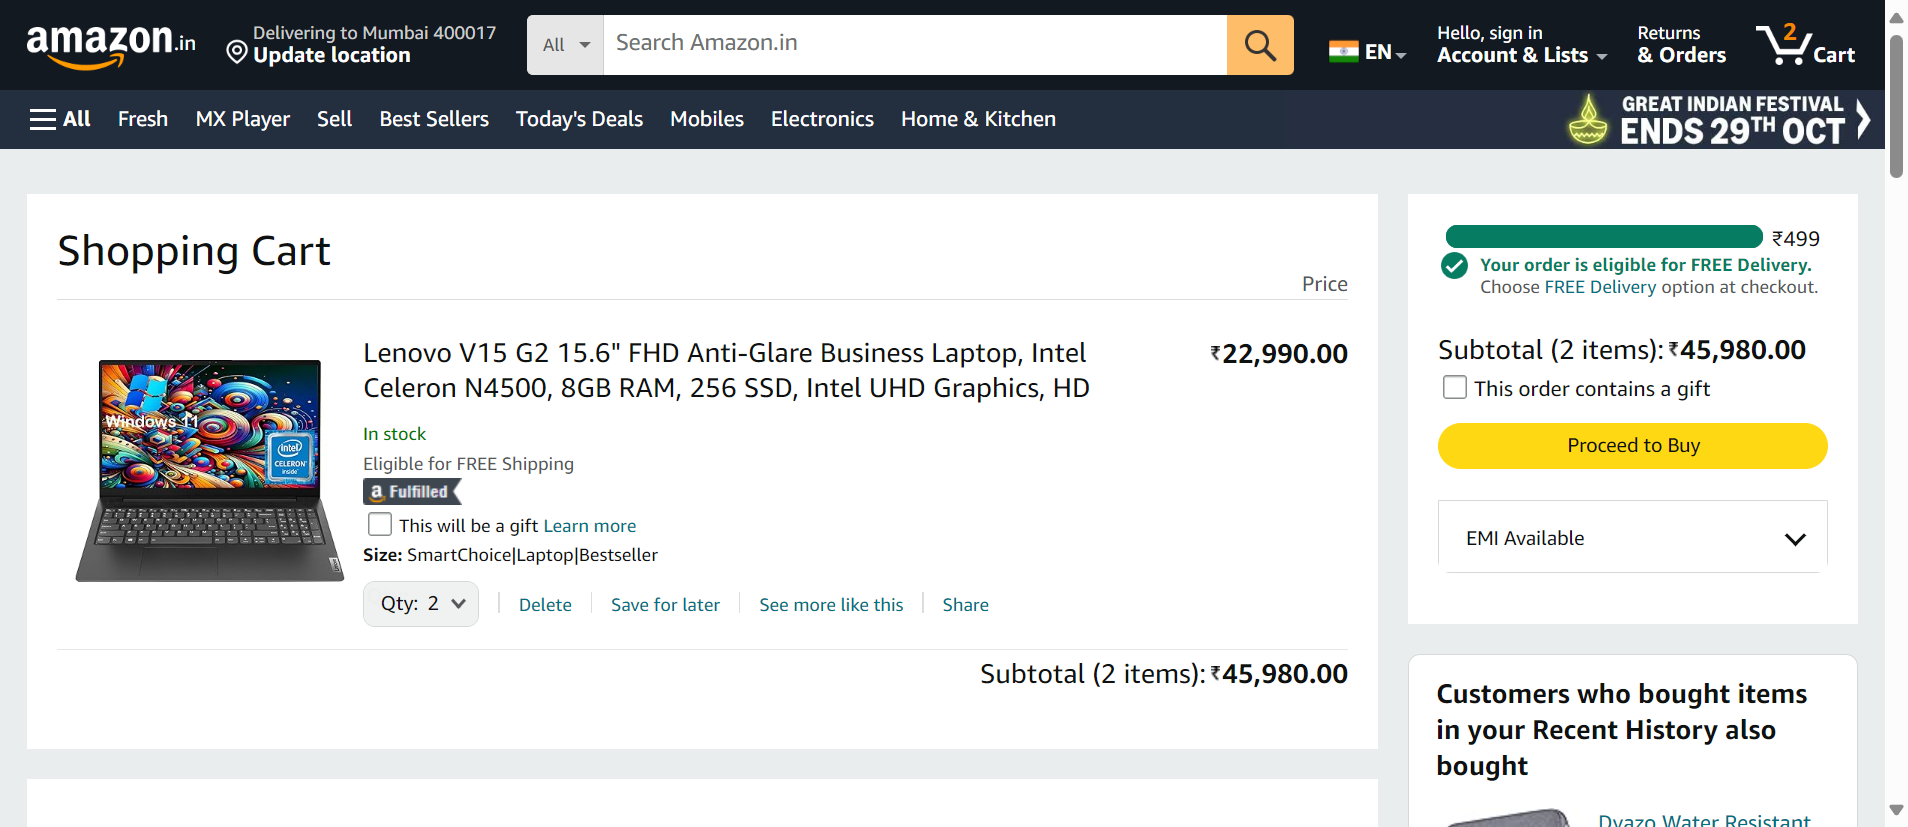 amazon.in
Delivering to Mumbai 400017
Update location
All
Search Amazon.in
EN
Hello, sign in
Account & Lists
Returns
& Orders
2
Cart
All
Fresh
MX Player
Sell
Best Sellers
Today's Deals
Mobiles
Electronics
Home & Kitchen
GREAT INDIAN FESTIVAL
ENDS 29TH OCT
Shopping Cart
Price
Lenovo V15 G2 15.6" FHD Anti-Glare Business Laptop, Intel
Celeron N4500, 8GB RAM, 256 SSD, Intel UHD Graphics, HD
₹22,990.00
In stock
Eligible for FREE Shipping
a Fulfilled
This will be a gift Learn more
Size: SmartChoice|Laptop|Bestseller
Qty: 2
Delete
Save for later
See more like this
Share
Windows 11
intel
CELERON
inside
Lenovo
Subtotal (2 items): ₹45,980.00
₹499
Your order is eligible for FREE Delivery.
Choose FREE Delivery option at checkout.
Subtotal (2 items): ₹45,980.00
This order contains a gift
Proceed to Buy
EMI Available
Customers who bought items
in your Recent History also
bought
Dyazo Water Resistant